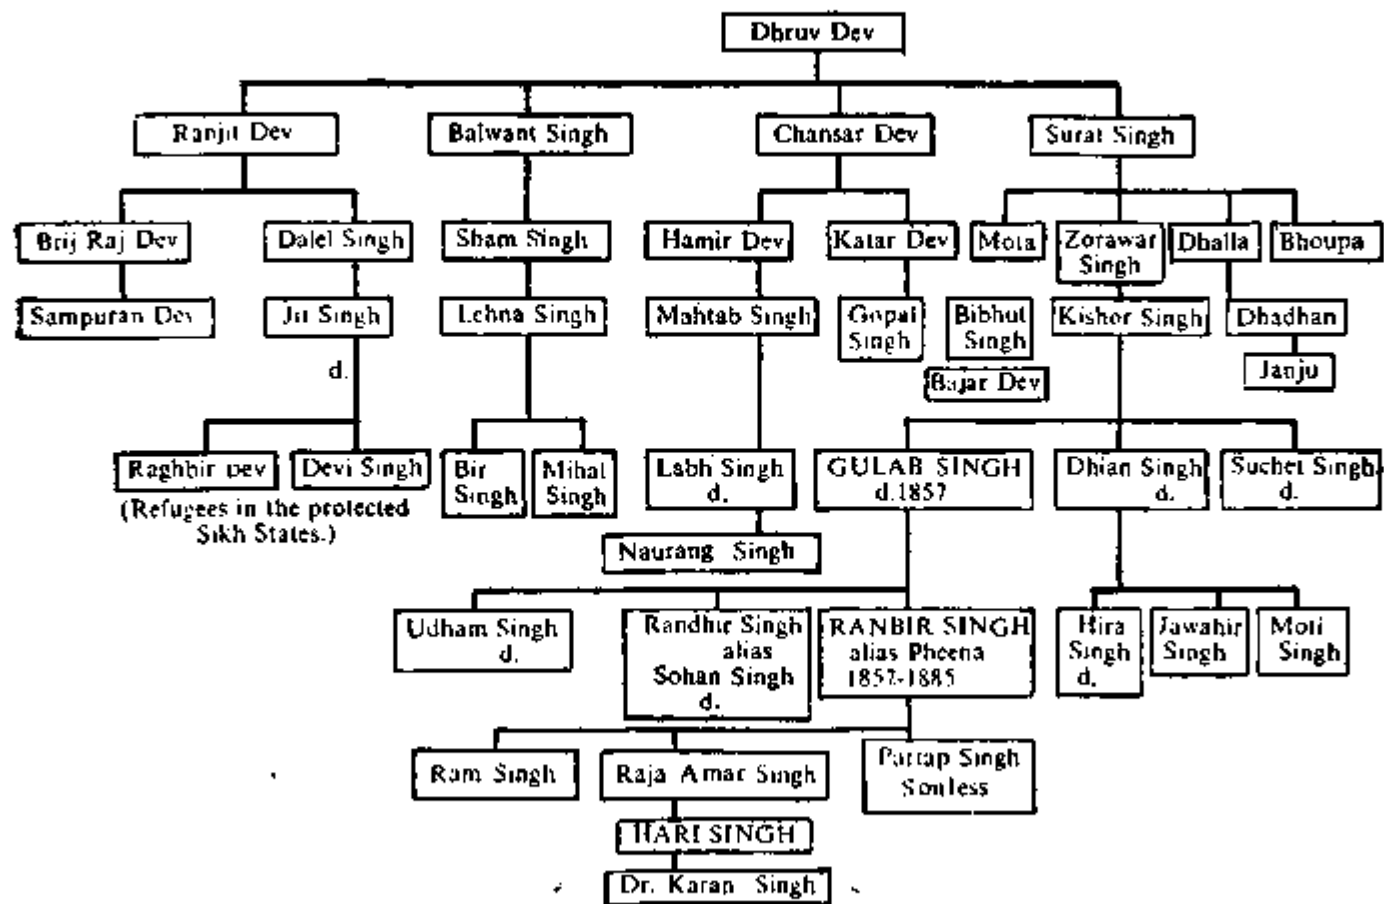 Dhruv Dev
Ranjit Dev
Balwant Singh
Chansar Dev
Surat Singh
Brij Raj Dev
Dalel Singh
Sham Singh
Hamir Dev
Katar Dev
Mota
Zorawar
Singh
Dhalla
Bhoupa
Sampuran Dev
Jit Singh
Lehna Singh
Mahtab Singh
Gopal
Singh
Bibhut
Singh
Kishor Singh
Dhadhan
d.
Bajar Dev
Janju
Raghbir Dev
Devi Singh
(Refugees in the protected
Sikh States.)
Bir
Singh
Mihal
Singh
Labh Singh
d.
GULAB SINGH
d.1857
Dhian Singh
d.
Suchet Singh
d.
Naurang Singh
Udham Singh
d.
Randhir Singh
alias
Sohan Singh
d.
RANBIR SINGH
alias Pheena
1857-1885
Hira
Singh
d.
Jawahir
Singh
Moti
Singh
Ram Singh
Raja Amar Singh
Partap Singh
Sonless
HARI SINGH
Dr. Karan Singh